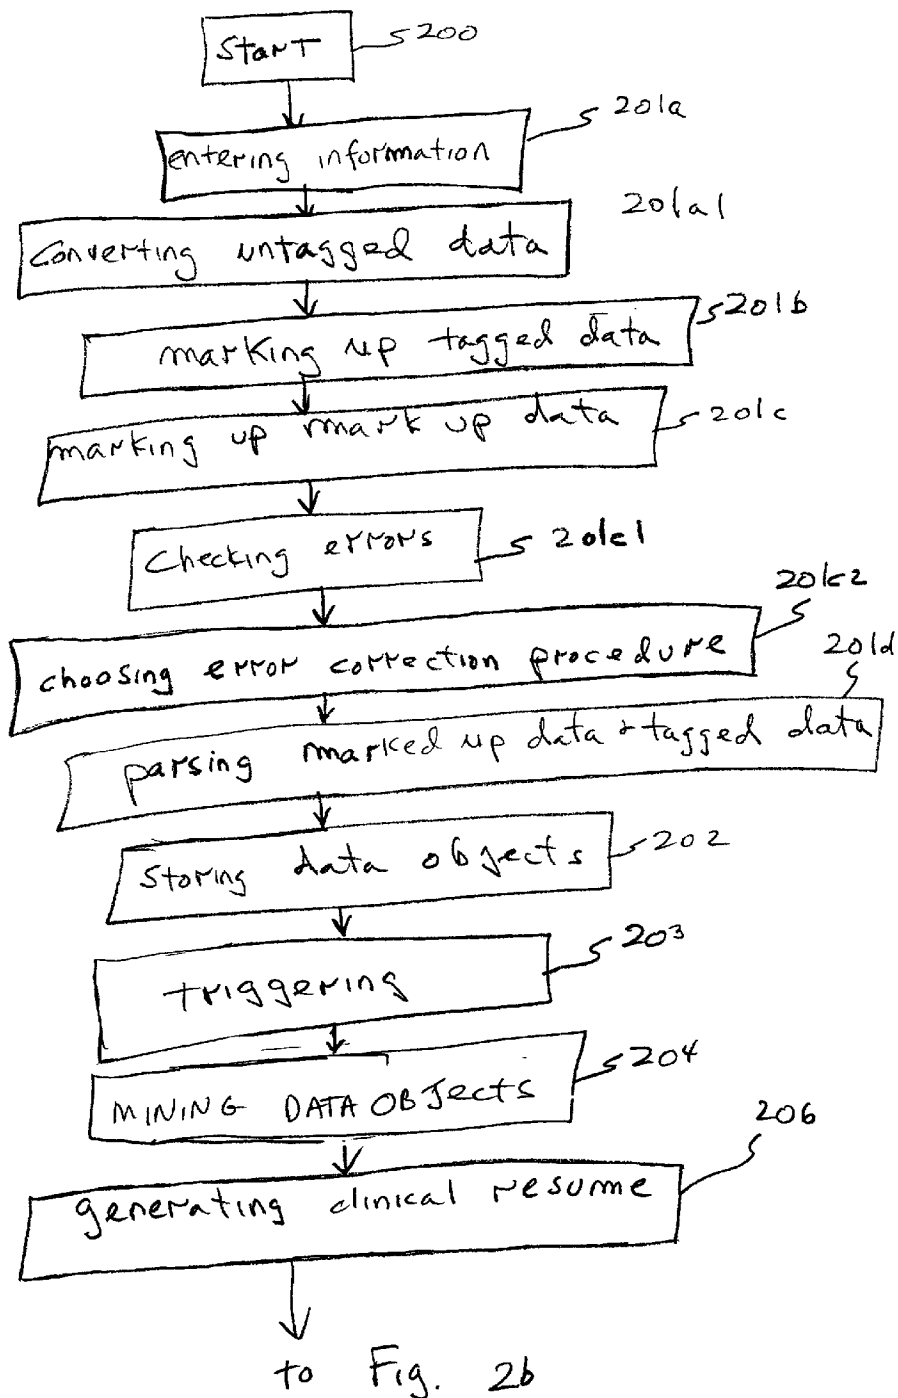 Start 200
201a
entering information
201a1
Converting untagged data
201b
marking up tagged data
marking up mark up data 201c
Checking errors 201c1
201c2
choosing error correction procedure
201d
parsing marked up data + tagged data
Storing data objects 202
203
triggering
204
MINING DATA OBJects
206
generating clinical resume
to Fig. 2b